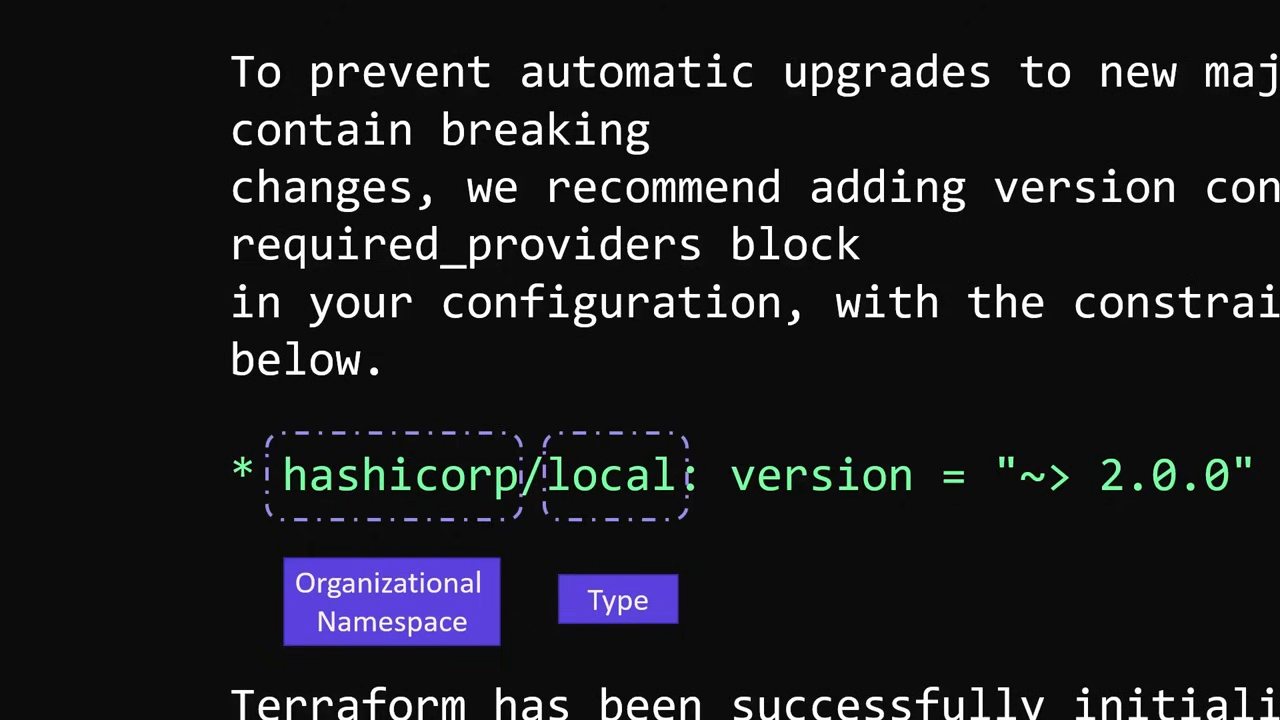 To prevent automatic upgrades to new maj
contain breaking
changes, we recommend adding version con
required_providers block
in your configuration, with the constrai
below.
* hashicorp/local: version = "~> 2.0.0"
Organizational
Namespace
Type
Terraform has been successfully initiali